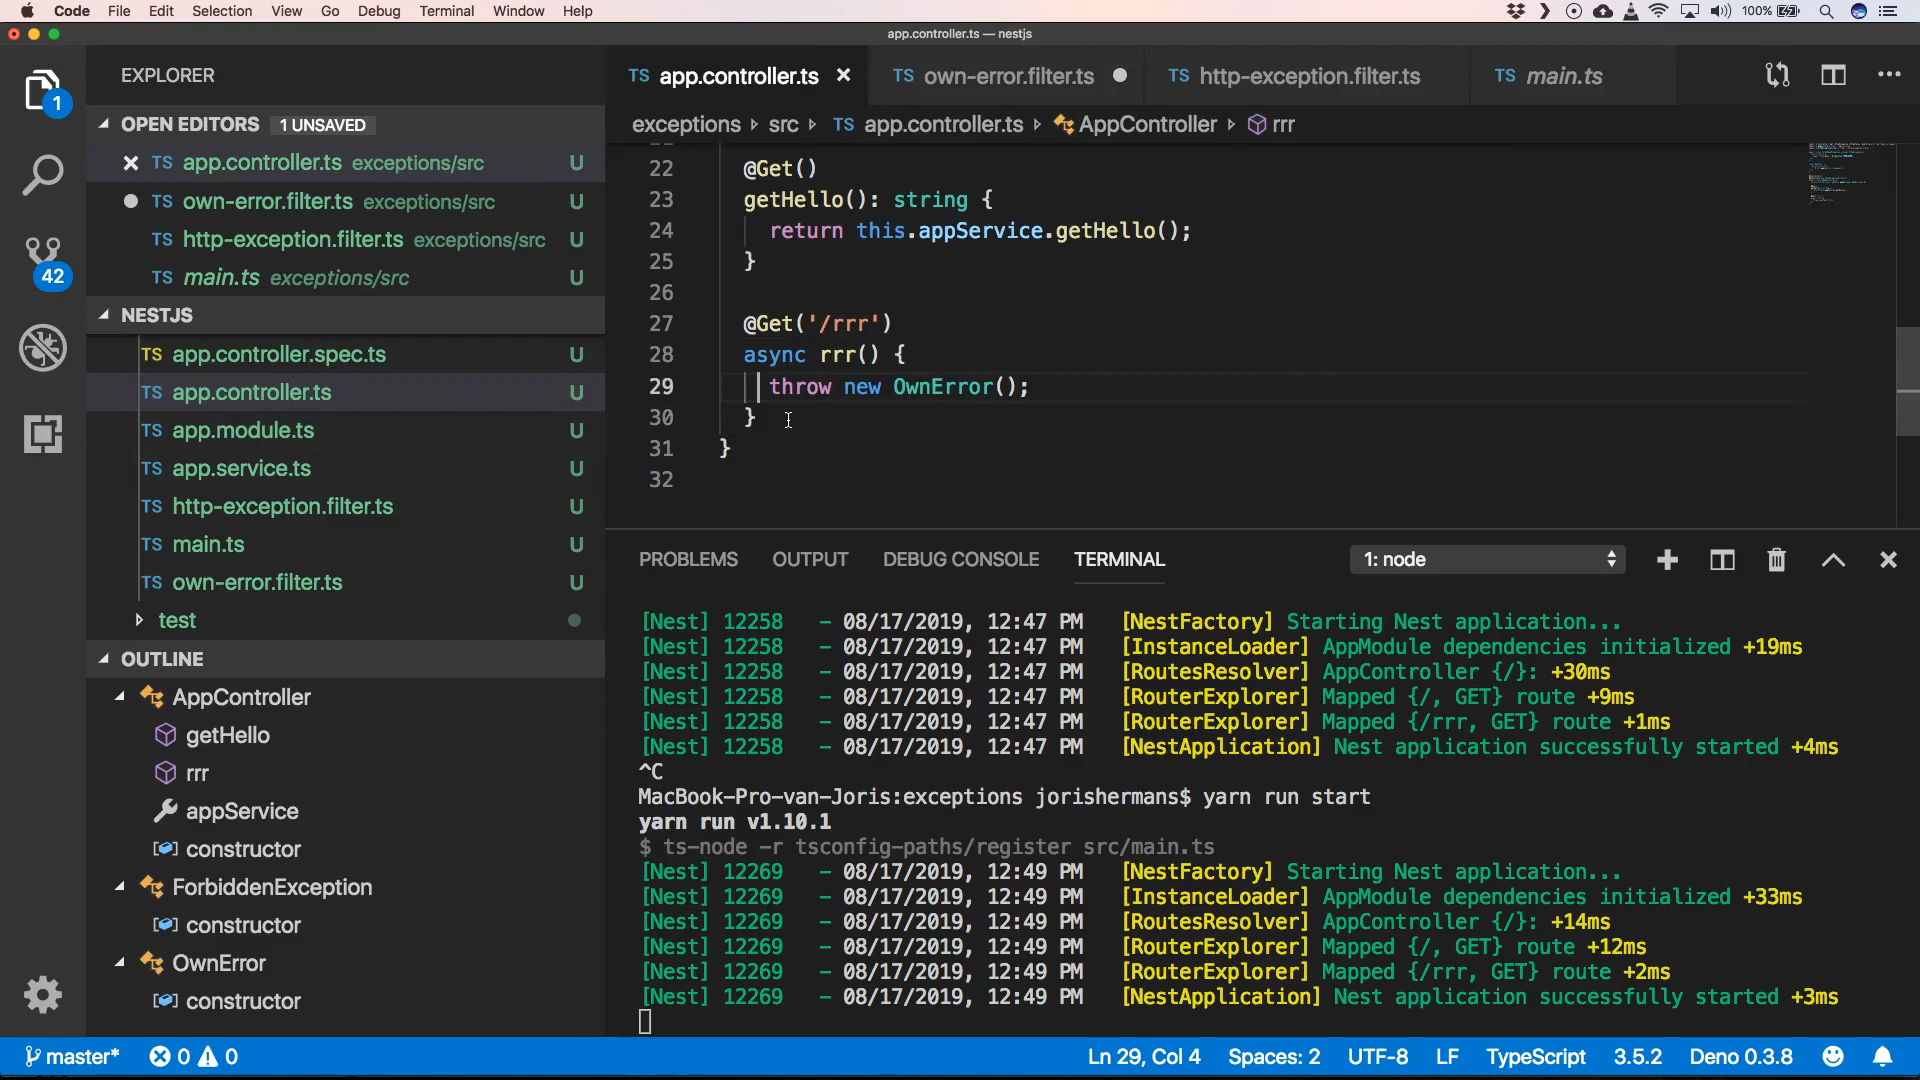 Code File Edit Selection View Go Debug Terminal Window Help 100%
app.controller.ts — nestjs
EXPLORER
1
OPEN EDITORS 1 UNSAVED
TS app.controller.ts exceptions/src U
TS own-error.filter.ts exceptions/src U
TS http-exception.filter.ts exceptions/src U
TS main.ts exceptions/src U
42
NESTJS
TS app.controller.spec.ts U
TS app.controller.ts U
TS app.module.ts U
TS app.service.ts U
TS http-exception.filter.ts U
TS main.ts U
TS own-error.filter.ts U
test
OUTLINE
AppController
getHello
rrr
appService
constructor
ForbiddenException
constructor
OwnError
constructor
TS app.controller.ts TS own-error.filter.ts TS http-exception.filter.ts TS main.ts
exceptions src TS app.controller.ts AppController rrr
22 @Get()
23 getHello(): string {
24 return this.appService.getHello();
25 }
26
27 @Get('/rrr')
28 async rrr() {
29 throw new OwnError();
30 }
31 }
32
PROBLEMS OUTPUT DEBUG CONSOLE TERMINAL 1: node
[Nest] 12258 - 08/17/2019, 12:47 PM [NestFactory] Starting Nest application...
[Nest] 12258 - 08/17/2019, 12:47 PM [InstanceLoader] AppModule dependencies initialized +19ms
[Nest] 12258 - 08/17/2019, 12:47 PM [RoutesResolver] AppController {/}: +30ms
[Nest] 12258 - 08/17/2019, 12:47 PM [RouterExplorer] Mapped {/, GET} route +9ms
[Nest] 12258 - 08/17/2019, 12:47 PM [RouterExplorer] Mapped {/rrr, GET} route +1ms
[Nest] 12258 - 08/17/2019, 12:47 PM [NestApplication] Nest application successfully started +4ms
^C
MacBook-Pro-van-Joris:exceptions jorishermans$ yarn run start
yarn run v1.10.1
$ ts-node -r tsconfig-paths/register src/main.ts
[Nest] 12269 - 08/17/2019, 12:49 PM [NestFactory] Starting Nest application...
[Nest] 12269 - 08/17/2019, 12:49 PM [InstanceLoader] AppModule dependencies initialized +33ms
[Nest] 12269 - 08/17/2019, 12:49 PM [RoutesResolver] AppController {/}: +14ms
[Nest] 12269 - 08/17/2019, 12:49 PM [RouterExplorer] Mapped {/, GET} route +12ms
[Nest] 12269 - 08/17/2019, 12:49 PM [RouterExplorer] Mapped {/rrr, GET} route +2ms
[Nest] 12269 - 08/17/2019, 12:49 PM [NestApplication] Nest application successfully started +3ms
master* 0 0 Ln 29, Col 4 Spaces: 2 UTF-8 LF TypeScript 3.5.2 Deno 0.3.8